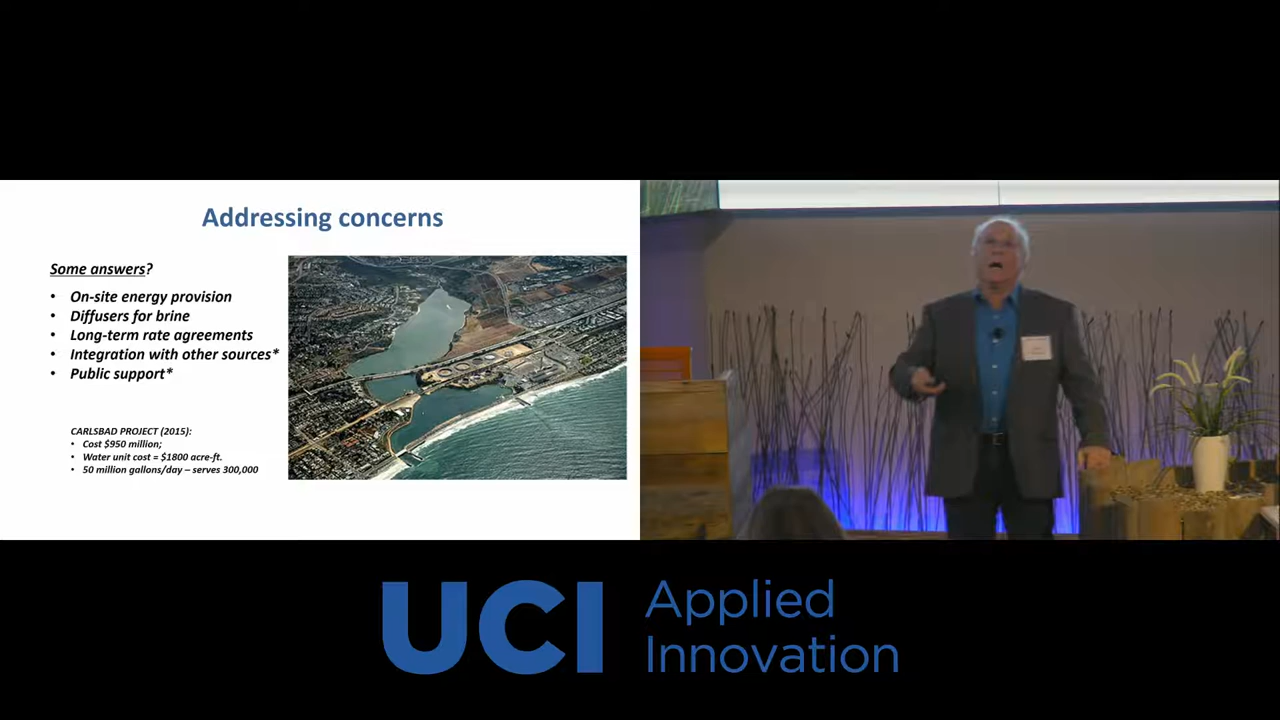 Addressing concerns
Some answers?
• On-site energy provision
• Diffusers for brine
• Long-term rate agreements
• Integration with other sources*
• Public support*
CARLSBAD PROJECT (2015):
• Cost $950 million;
• Water unit cost = $1800 acre-ft.
• 50 million gallons/day – serves 300,000
UCI Applied
Innovation